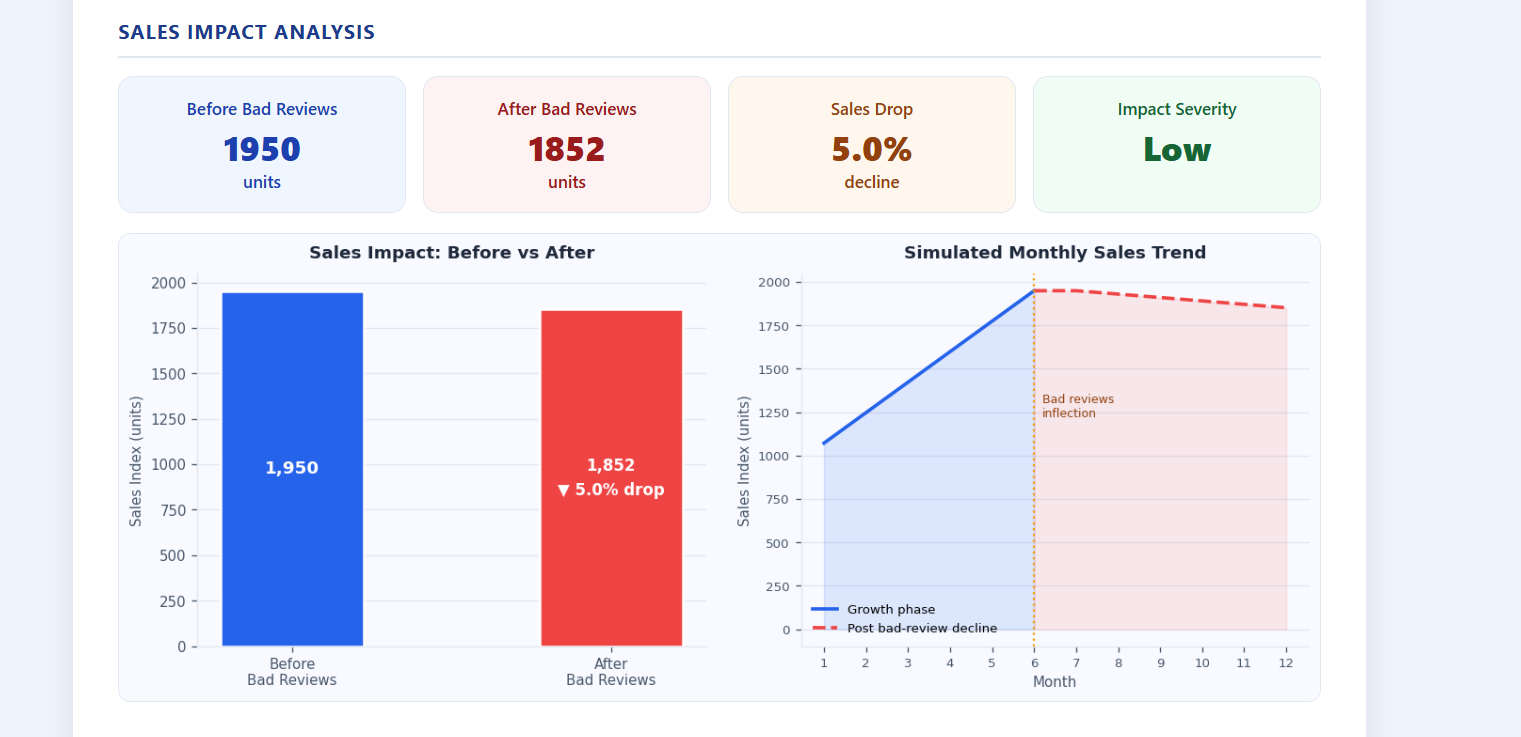 SALES IMPACT ANALYSIS
Before Bad Reviews
1950
units
After Bad Reviews
1852
units
Sales Drop
5.0%
decline
Impact Severity
Low
Sales Impact: Before vs After
Sales Index (units)
2000
1750
1500
1250
1000
750
500
250
0
1,950
1,852
▼ 5.0% drop
Before
Bad Reviews
After
Bad Reviews
Simulated Monthly Sales Trend
Sales Index (units)
2000
1750
1500
1250
1000
750
500
250
0
Bad reviews
inflection
Growth phase
Post bad-review decline
1 2 3 4 5 6 7 8 9 10 11 12
Month